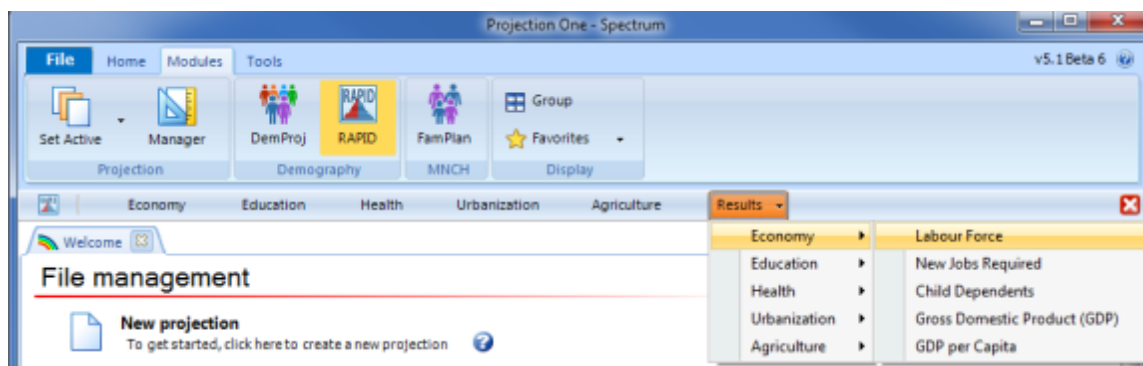 Projection One - Spectrum
File Home Modules Tools v5.1 Beta 6
RAPID
Set Active Manager DemProj RAPID FamPlan Group Favorites
Projection Demography MNCH Display
Economy Education Health Urbanization Agriculture Results
Welcome
Economy Labour Force
File management
Education New Jobs Required
Health Child Dependents
New projection Urbanization Gross Domestic Product (GDP)
To get started, click here to create a new projection
Agriculture GDP per Capita